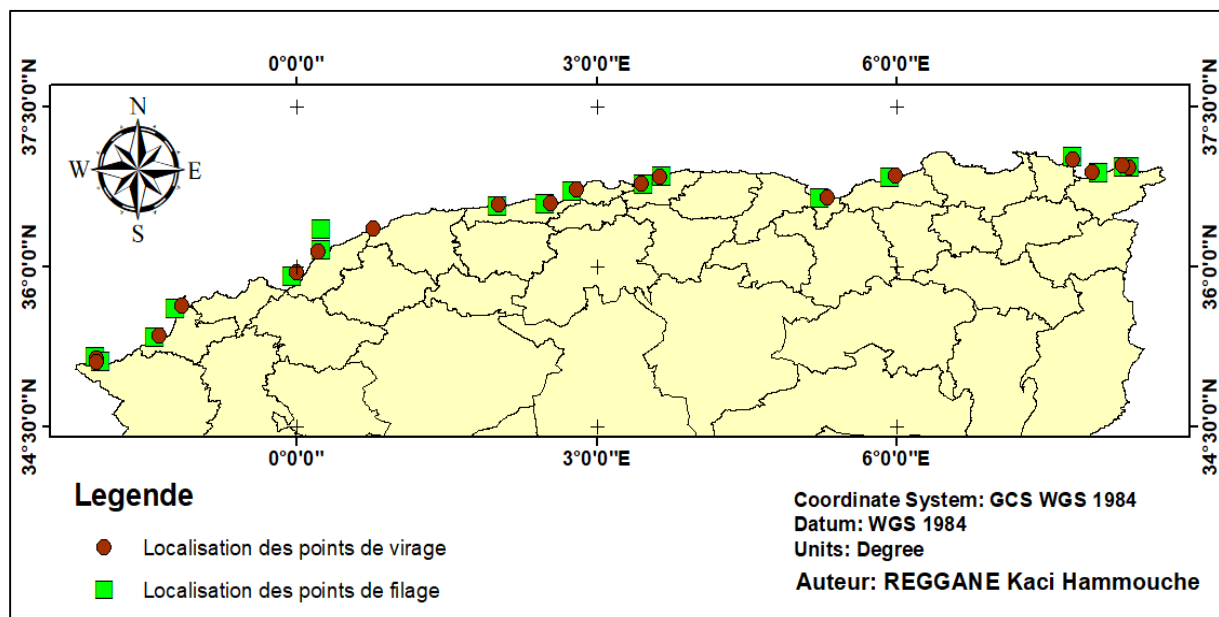 0°0'0" 3°0'0"E 6°0'0"E
37°30'0"N 37°30'0"N
N
W E
S
36°0'0"N 36°0'0"N
34°30'0"N 34°30'0"N
0°0'0" 3°0'0"E 6°0'0"E
Legende
Localisation des points de virage
Localisation des points de filage
Coordinate System: GCS WGS 1984
Datum: WGS 1984
Units: Degree
Auteur: REGGANE Kaci Hammouche